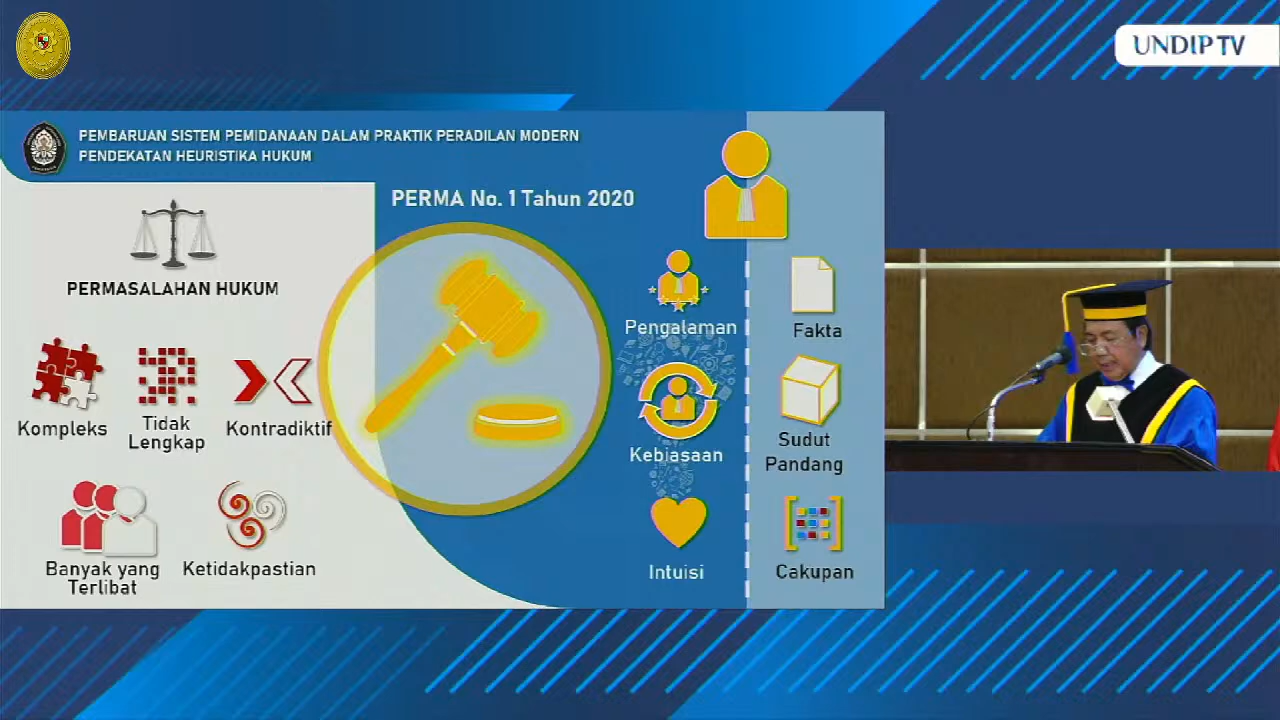 UNDIP TV
PEMBARUAN SISTEM PEMIDANAAN DALAM PRAKTIK PERADILAN MODERN
PENDEKATAN HEURISTIKA HUKUM
PERMA No. 1 Tahun 2020
PERMASALAHAN HUKUM
Kompleks
Tidak
Lengkap
Kontradiktif
Banyak yang
Terlibat
Ketidakpastian
Pengalaman
Kebiasaan
Intuisi
Fakta
Sudut
Pandang
Cakupan